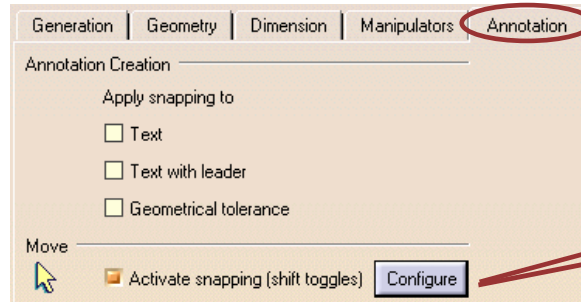 Generation Geometry Dimension Manipulators Annotation
Annotation Creation
Apply snapping to
Text
Text with leader
Geometrical tolerance
Move
Activate snapping (shift toggles) Configure